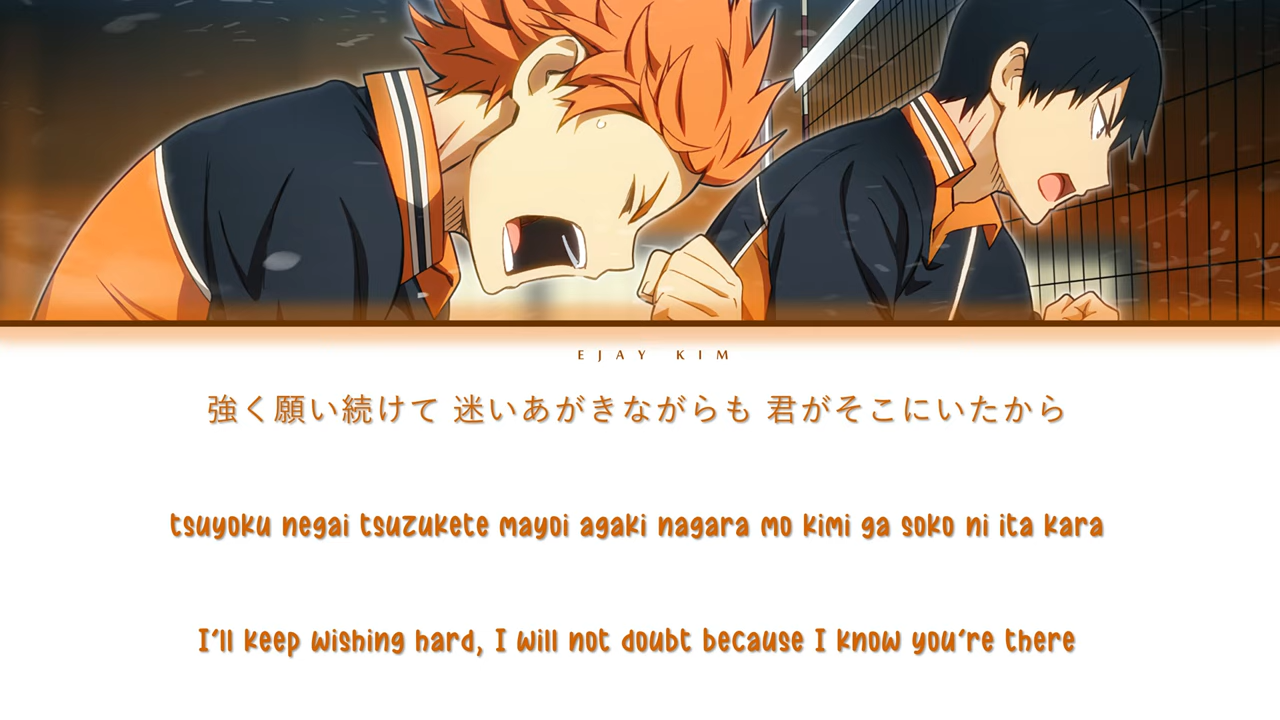 EJAY KIM
強く願い続けて 迷いあがきながらも 君がそこにいたから
tsuyoku negai tsuzukete mayoi agaki nagara mo kimi ga soko ni ita kara
I'll keep wishing hard, I will not doubt because I know you're there